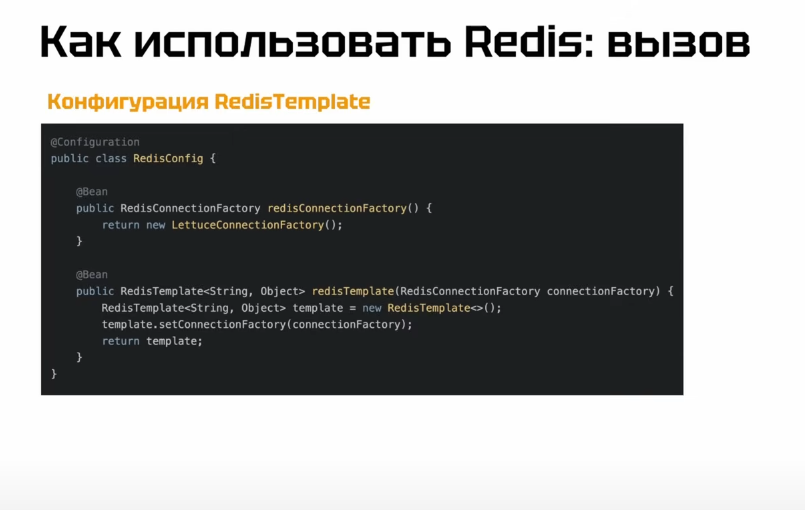 Как использовать Redis: вызов
Конфигурация RedisTemplate
@Configuration
public class RedisConfig {
@Bean
public RedisConnectionFactory redisConnectionFactory() {
return new LettuceConnectionFactory();
}
@Bean
public RedisTemplate<String, Object> redisTemplate(RedisConnectionFactory connectionFactory) {
RedisTemplate<String, Object> template = new RedisTemplate<>();
template.setConnectionFactory(connectionFactory);
return template;
}
}